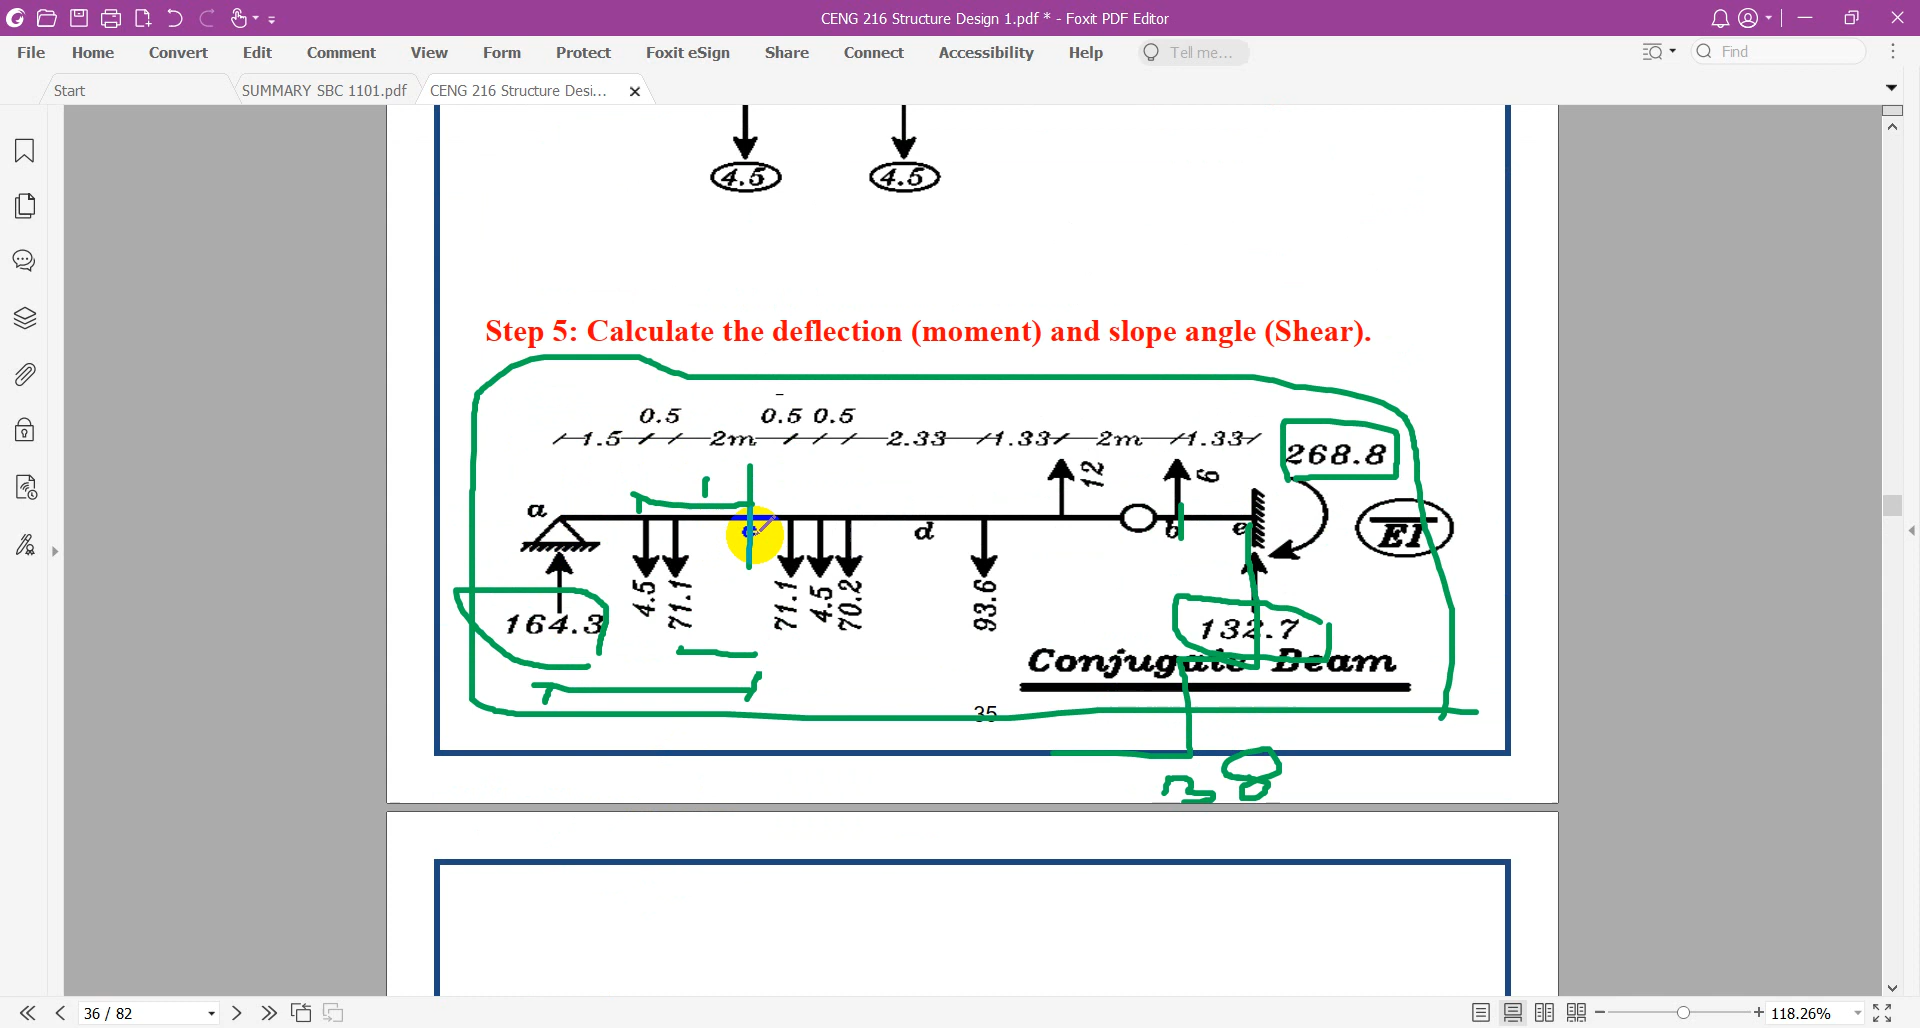 CENG 216 Structure Design 1.pdf * - Foxit PDF Editor
File Home Convert Edit Comment View Form Protect Foxit eSign Share Connect Accessibility Help Tell me... Find
Start SUMMARY SBC 1101.pdf CENG 216 Structure Desi...
4.5 4.5
Step 5: Calculate the deflection (moment) and slope angle (Shear).
0.5 0.5 0.5
1.5 2m 2.33 1.33 2m 1.33
268.8
1 12 6
a c d b e EI
4.5 71.1 71.1 4.5 70.2 93.6
164.3 132.7
Conjugate Beam
35
36 / 82 118.26%